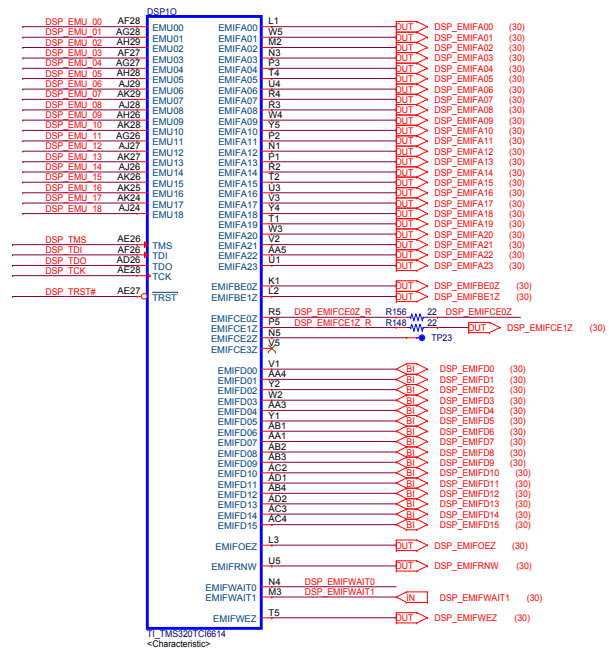 DSP1O
DSP_EMU_00 AF28 EMU00 EMIFA00 L1 OUT DSP_EMIFA00 (30)
DSP_EMU_01 AG28 EMU01 EMIFA01 W5 OUT DSP_EMIFA01 (30)
DSP_EMU_02 AH29 EMU02 EMIFA02 M2 OUT DSP_EMIFA02 (30)
DSP_EMU_03 AF27 EMU03 EMIFA03 N3 OUT DSP_EMIFA03 (30)
DSP_EMU_04 AG27 EMU04 EMIFA04 P3 OUT DSP_EMIFA04 (30)
DSP_EMU_05 AH28 EMU05 EMIFA05 T4 OUT DSP_EMIFA05 (30)
DSP_EMU_06 AJ29 EMU06 EMIFA06 U4 OUT DSP_EMIFA06 (30)
DSP_EMU_07 AK29 EMU07 EMIFA07 R4 OUT DSP_EMIFA07 (30)
DSP_EMU_08 AJ28 EMU08 EMIFA08 R3 OUT DSP_EMIFA08 (30)
DSP_EMU_09 AH26 EMU09 EMIFA09 W4 OUT DSP_EMIFA09 (30)
DSP_EMU_10 AK28 EMU10 EMIFA10 Y5 OUT DSP_EMIFA10 (30)
DSP_EMU_11 AG26 EMU11 EMIFA11 P2 OUT DSP_EMIFA11 (30)
DSP_EMU_12 AJ27 EMU12 EMIFA12 N1 OUT DSP_EMIFA12 (30)
DSP_EMU_13 AK27 EMU13 EMIFA13 P1 OUT DSP_EMIFA13 (30)
DSP_EMU_14 AJ26 EMU14 EMIFA14 R2 OUT DSP_EMIFA14 (30)
DSP_EMU_15 AK26 EMU15 EMIFA15 T2 OUT DSP_EMIFA15 (30)
DSP_EMU_16 AK25 EMU16 EMIFA16 U3 OUT DSP_EMIFA16 (30)
DSP_EMU_17 AK24 EMU17 EMIFA17 V3 OUT DSP_EMIFA17 (30)
DSP_EMU_18 AJ24 EMU18 EMIFA18 Y4 OUT DSP_EMIFA18 (30)
EMIFA19 T1 OUT DSP_EMIFA19 (30)
EMIFA20 W3 OUT DSP_EMIFA20 (30)
DSP_TMS AE26 TMS EMIFA21 V2 OUT DSP_EMIFA21 (30)
DSP_TDI AF26 TDI EMIFA22 AA5 OUT DSP_EMIFA22 (30)
DSP_TDO AD26 TDO EMIFA23 U1 OUT DSP_EMIFA23 (30)
DSP_TCK AE28 TCK
EMIFBE0Z K1 OUT DSP_EMIFBE0Z (30)
DSP_TRST# AE27 TRST EMIFBE1Z L2 OUT DSP_EMIFBE1Z (30)
EMIFCE0Z R5 DSP_EMIFCE0Z_R R156 22 DSP_EMIFCE0Z
EMIFCE1Z P5 DSP_EMIFCE1Z_R R148 22 OUT DSP_EMIFCE1Z (30)
EMIFCE2Z N5 TP23
EMIFCE3Z V5
EMIFD00 V1 BI DSP_EMIFD0 (30)
EMIFD01 AA4 BI DSP_EMIFD1 (30)
EMIFD02 Y2 BI DSP_EMIFD2 (30)
EMIFD03 W2 BI DSP_EMIFD3 (30)
EMIFD04 AA3 BI DSP_EMIFD4 (30)
EMIFD05 Y1 BI DSP_EMIFD5 (30)
EMIFD06 AB1 BI DSP_EMIFD6 (30)
EMIFD07 AA1 BI DSP_EMIFD7 (30)
EMIFD08 AB2 BI DSP_EMIFD8 (30)
EMIFD09 AB3 BI DSP_EMIFD9 (30)
EMIFD10 AC2 BI DSP_EMIFD10 (30)
EMIFD11 AD1 BI DSP_EMIFD11 (30)
EMIFD12 AB4 BI DSP_EMIFD12 (30)
EMIFD13 AD2 BI DSP_EMIFD13 (30)
EMIFD14 AC3 BI DSP_EMIFD14 (30)
EMIFD15 AC4 BI DSP_EMIFD15 (30)
EMIFOEZ L3 OUT DSP_EMIFOEZ (30)
EMIFRNW U5 OUT DSP_EMIFRNW (30)
EMIFWAIT0 N4 DSP_EMIFWAIT0
EMIFWAIT1 M3 DSP_EMIFWAIT1 IN DSP_EMIFWAIT1 (30)
EMIFWEZ T5 OUT DSP_EMIFWEZ (30)
TI_TMS320TCI6614
<Characteristic>